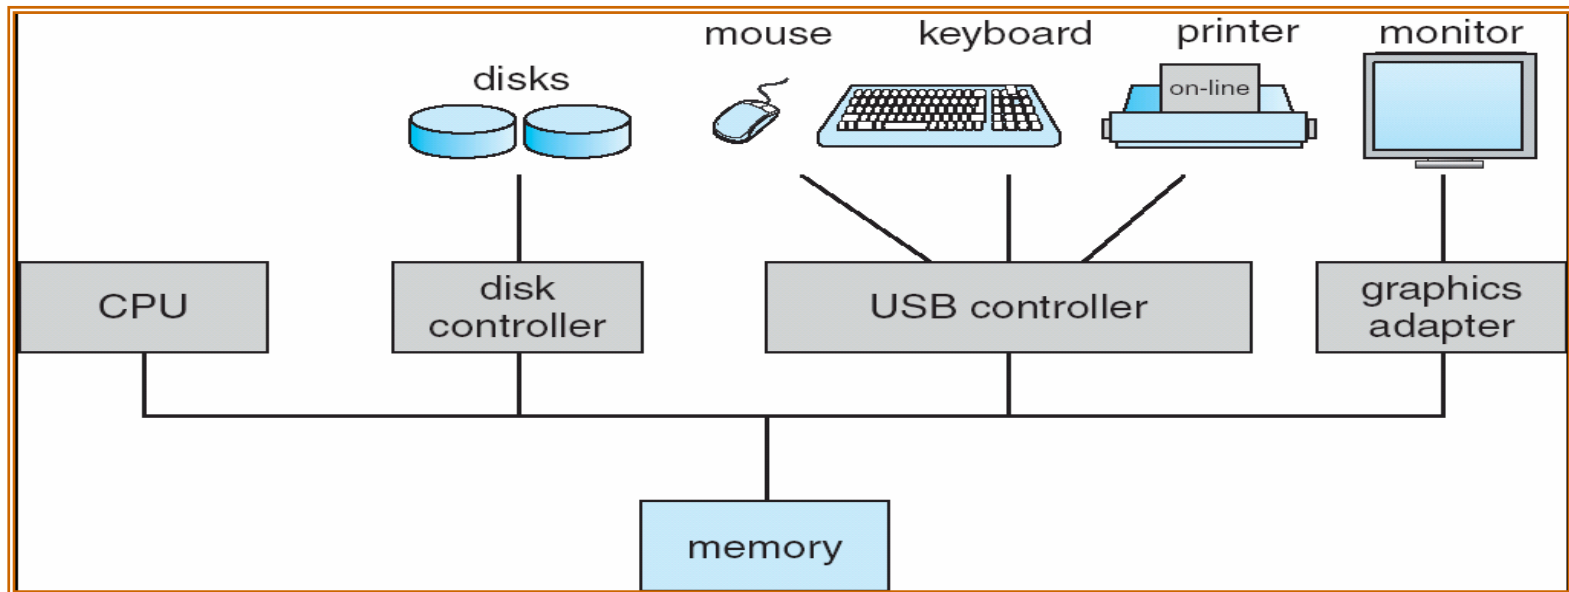 mouse
keyboard
printer
monitor
disks
on-line
CPU
disk
controller
USB controller
graphics
adapter
memory